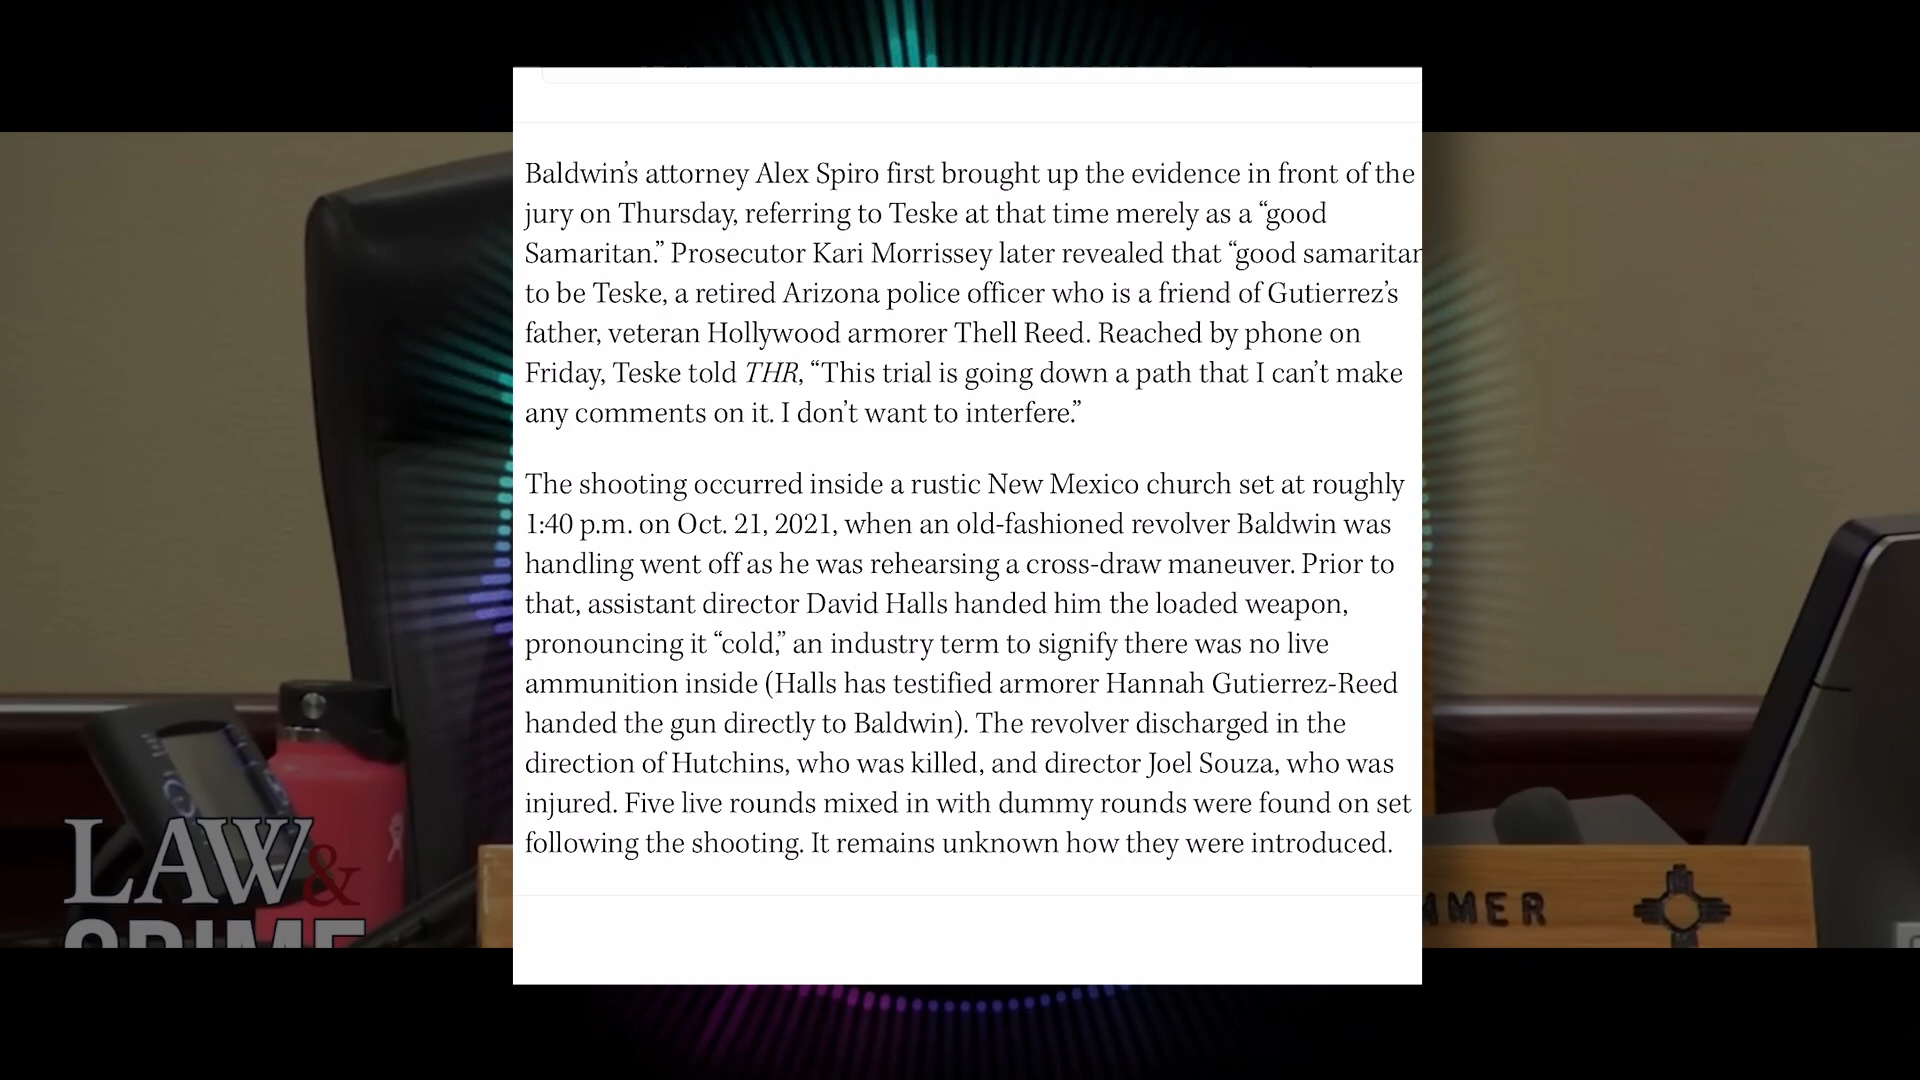 Baldwin’s attorney Alex Spiro first brought up the evidence in front of the
jury on Thursday, referring to Teske at that time merely as a “good
Samaritan.” Prosecutor Kari Morrissey later revealed that “good samaritan
to be Teske, a retired Arizona police officer who is a friend of Gutierrez’s
father, veteran Hollywood armorer Thell Reed. Reached by phone on
Friday, Teske told THR, “This trial is going down a path that I can’t make
any comments on it. I don’t want to interfere.”
The shooting occurred inside a rustic New Mexico church set at roughly
1:40 p.m. on Oct. 21, 2021, when an old-fashioned revolver Baldwin was
handling went off as he was rehearsing a cross-draw maneuver. Prior to
that, assistant director David Halls handed him the loaded weapon,
pronouncing it “cold,” an industry term to signify there was no live
ammunition inside (Halls has testified armorer Hannah Gutierrez-Reed
handed the gun directly to Baldwin). The revolver discharged in the
direction of Hutchins, who was killed, and director Joel Souza, who was
injured. Five live rounds mixed in with dummy rounds were found on set
following the shooting. It remains unknown how they were introduced.
LAW&
CRIME
MMER